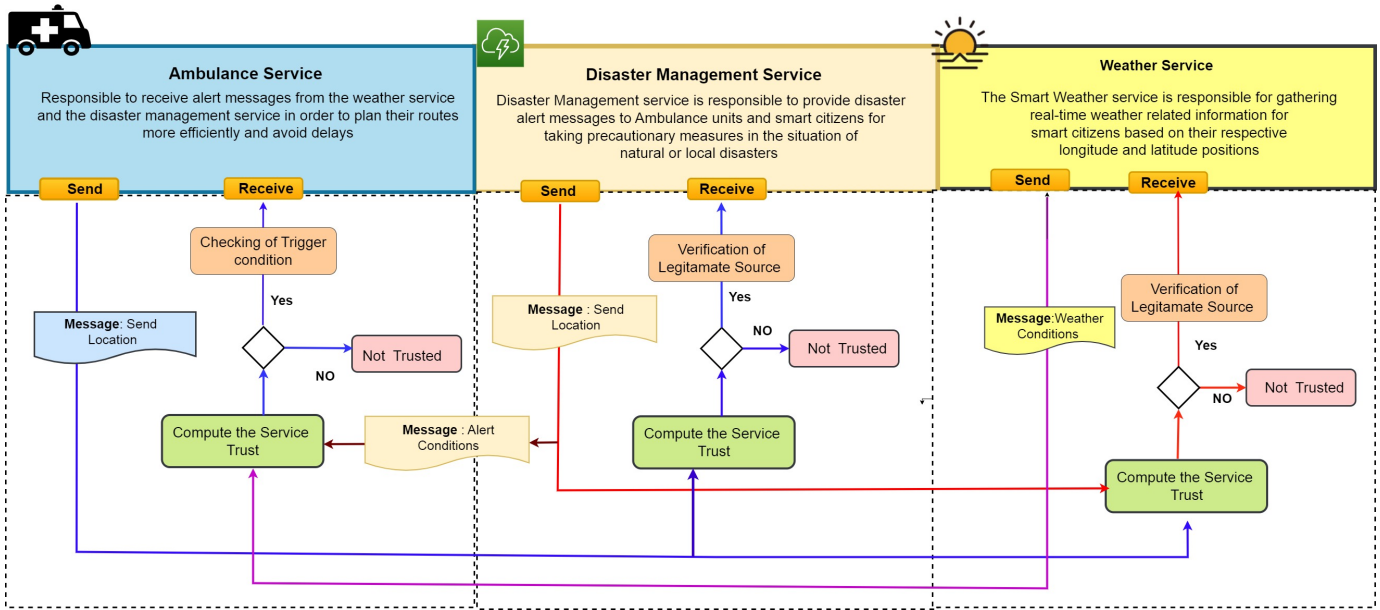 Ambulance Service
Responsible to receive alert messages from the weather service
and the disaster management service in order to plan their routes
more efficiently and avoid delays
Disaster Management Service
Disaster Management service is responsible to provide disaster
alert messages to Ambulance units and smart citizens for
taking precautionary measures in the situation of
natural or local disasters
Weather Service
The Smart Weather service is responsible for gathering
real-time weather related information for
smart citizens based on their respective
longitude and latitude positions
Send
Receive
Send
Receive
Send
Receive
Checking of Trigger
condition
Yes
Message: Send
Location
Not Trusted
NO
Compute the Service
Trust
Message : Alert
Conditions
Verification of
Legitamate Source
Yes
Message : Send
Location
NO
Not Trusted
Compute the Service
Trust
Verification of
Legitamate Source
Message:Weather
Conditions
Yes
Not Trusted
NO
Compute the Service
Trust